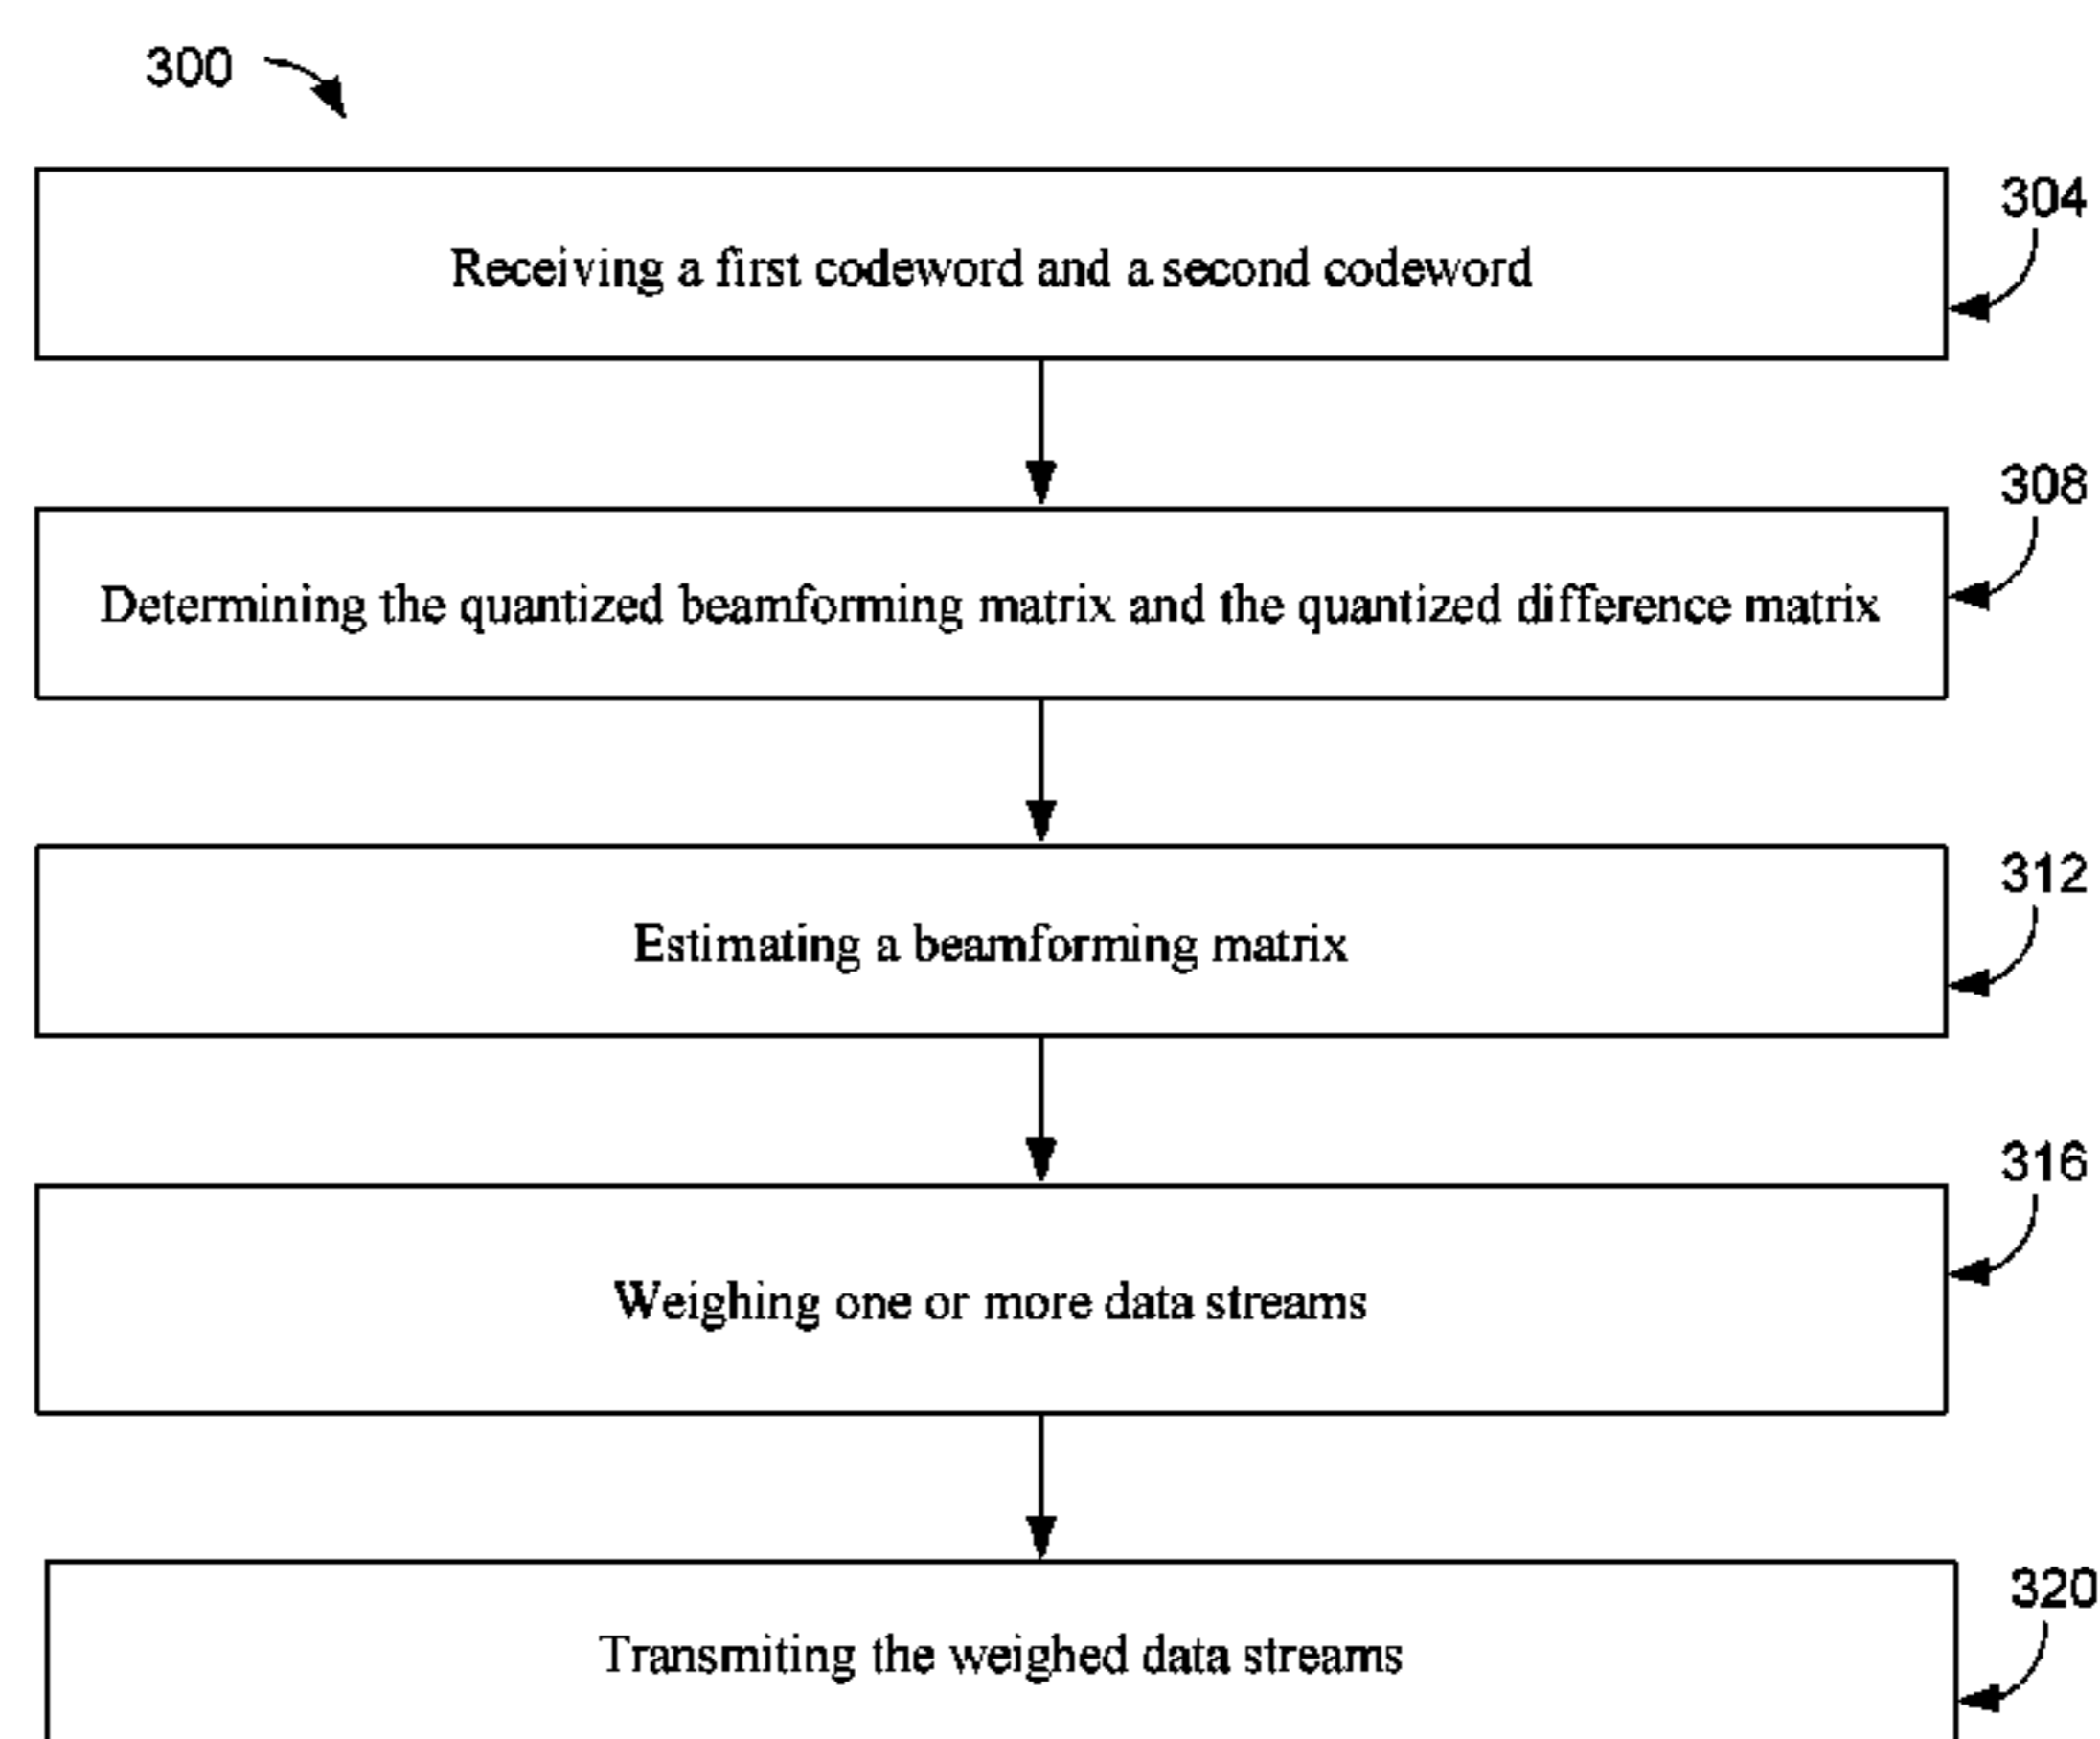 300
304
Receiving a first codeword and a second codeword
308
Determining the quantized beamforming matrix and the quantized difference matrix
312
Estimating a beamforming matrix
316
Weighing one or more data streams
320
Transmiting the weighed data streams